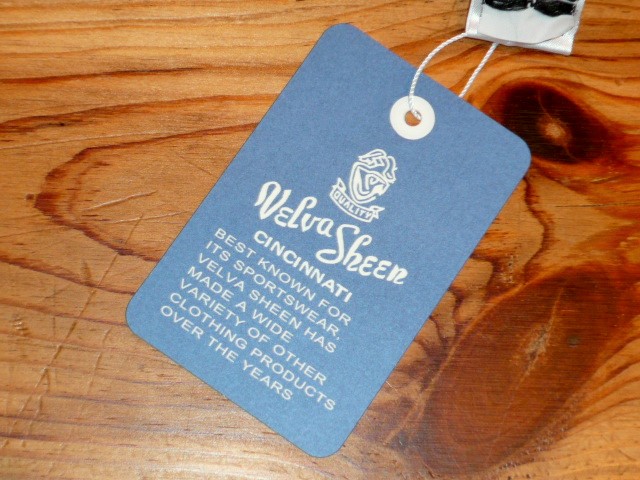 QUALITY
Velva Sheen
CINCINNATI
BEST KNOWN FOR
ITS SPORTSWEAR,
VELVA SHEEN HAS
MADE A WIDE
VARIETY OF OTHER
CLOTHING PRODUCTS
OVER THE YEARS